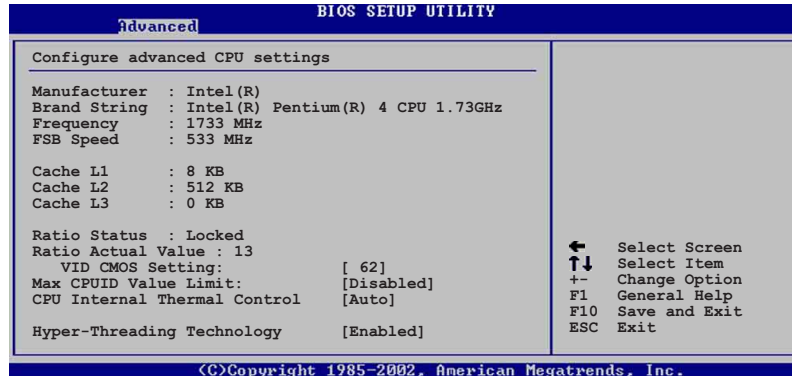 BIOS SETUP UTILITY
Advanced
Configure advanced CPU settings
Manufacturer : Intel(R)
Brand String : Intel(R) Pentium(R) 4 CPU 1.73GHz
Frequency : 1733 MHz
FSB Speed : 533 MHz
Cache L1 : 8 KB
Cache L2 : 512 KB
Cache L3 : 0 KB
Ratio Status : Locked
Ratio Actual Value : 13
VID CMOS Setting: [ 62]
Max CPUID Value Limit: [Disabled]
CPU Internal Thermal Control [Auto]
Hyper-Threading Technology [Enabled]
← Select Screen
↑↓ Select Item
+- Change Option
F1 General Help
F10 Save and Exit
ESC Exit
(C)Copyright 1985-2002, American Megatrends, Inc.